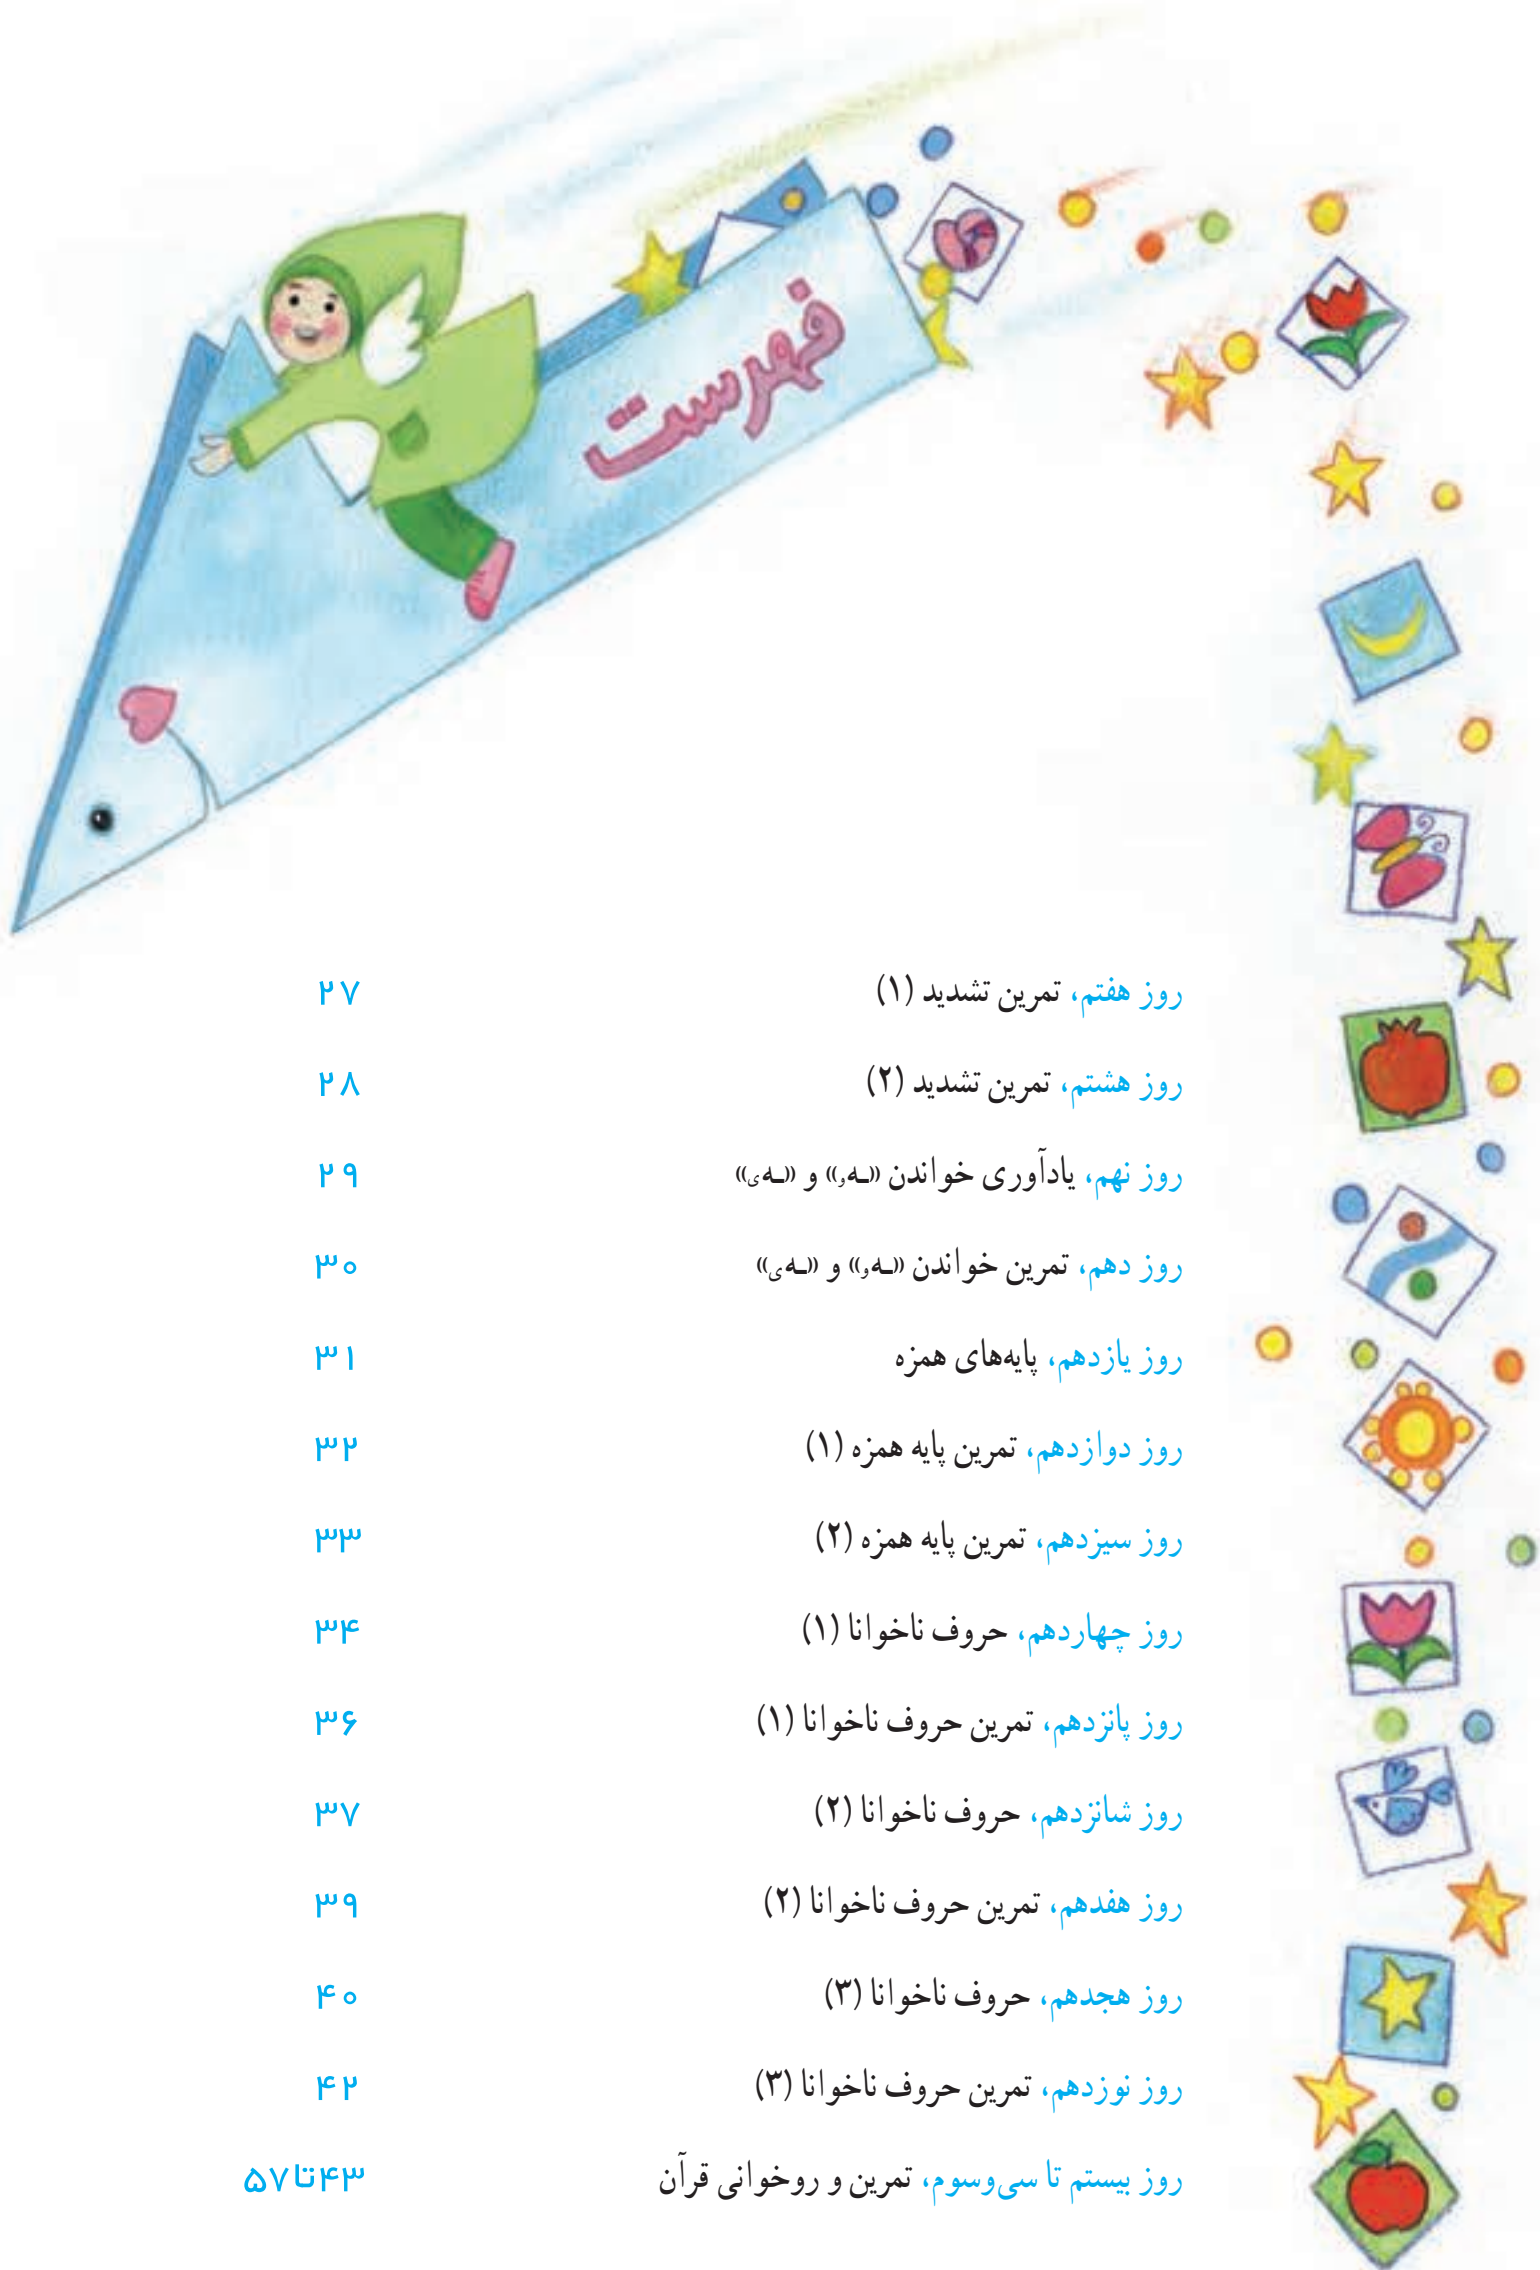 فهرست
روز هفتم، تمرین تشدید (۱) ۲۷
روز هشتم، تمرین تشدید (۲) ۲۸
روز نهم، یادآوری خواندن «ـه‌و» و «ـه‌ی» ۲۹
روز دهم، تمرین خواندن «ـه‌و» و «ـه‌ی» ۳۰
روز یازدهم، پایه‌های همزه ۳۱
روز دوازدهم، تمرین پایه همزه (۱) ۳۲
روز سیزدهم، تمرین پایه همزه (۲) ۳۳
روز چهاردهم، حروف ناخوانا (۱) ۳۴
روز پانزدهم، تمرین حروف ناخوانا (۱) ۳۶
روز شانزدهم، حروف ناخوانا (۲) ۳۷
روز هفدهم، تمرین حروف ناخوانا (۲) ۳۹
روز هجدهم، حروف ناخوانا (۳) ۴۰
روز نوزدهم، تمرین حروف ناخوانا (۳) ۴۲
روز بیستم تا سی‌وسوم، تمرین و روخوانی قرآن ۴۳تا۵۷